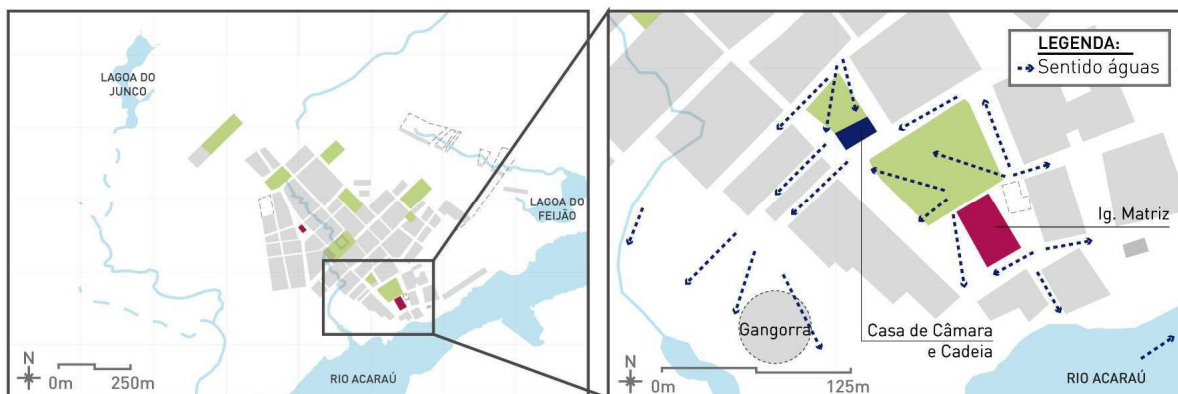 LAGOA DO
JUNCO
LAGOA DO
FEIJÃO
RIO ACARAÚ
N
0m
250m
LEGENDA:
Sentido águas
Ig. Matriz
Casa de Câmara
e Cadeia
Gangorra
RIO ACARAÚ
N
0m
125m